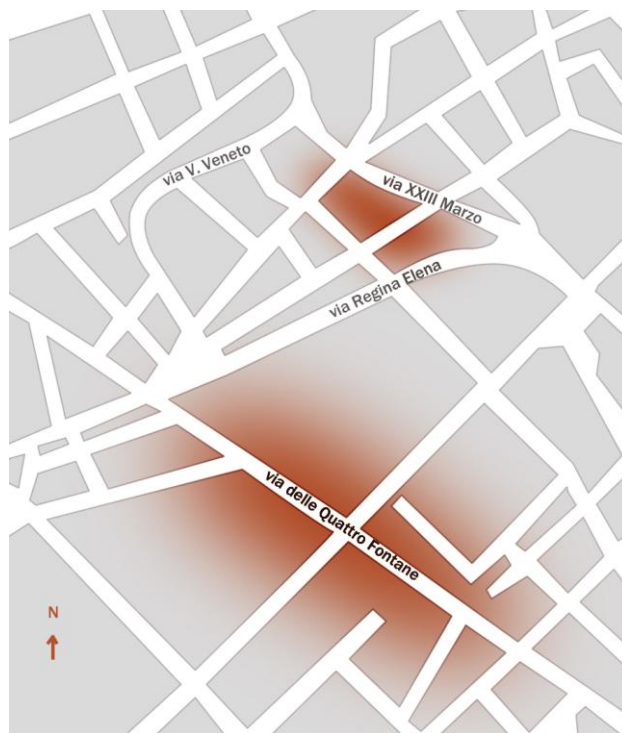 via V. Veneto
via XXIII Marzo
via Regina Elena
via delle Quattro Fontane
N